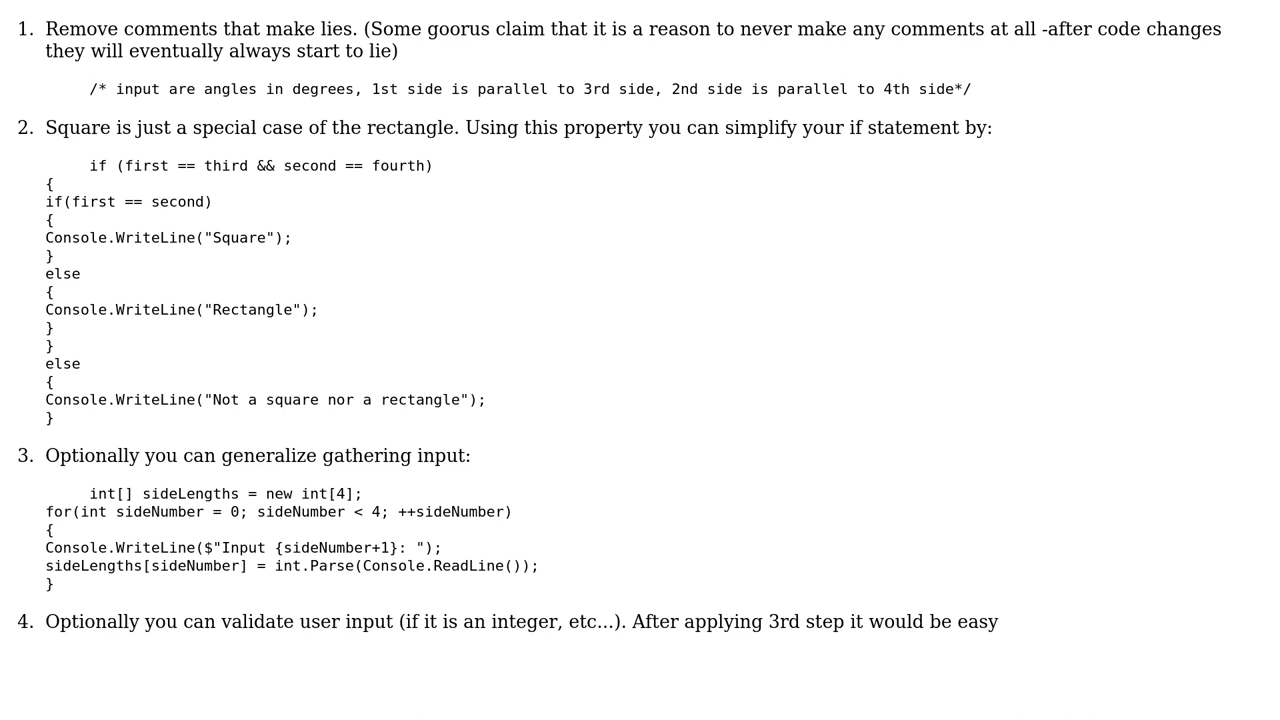 1. Remove comments that make lies. (Some goorus claim that it is a reason to never make any comments at all -after code changes
they will eventually always start to lie)
/* input are angles in degrees, 1st side is parallel to 3rd side, 2nd side is parallel to 4th side*/
2. Square is just a special case of the rectangle. Using this property you can simplify your if statement by:
if (first == third && second == fourth)
{
if(first == second)
{
Console.WriteLine("Square");
}
else
{
Console.WriteLine("Rectangle");
}
}
else
{
Console.WriteLine("Not a square nor a rectangle");
}
3. Optionally you can generalize gathering input:
int[] sideLengths = new int[4];
for(int sideNumber = 0; sideNumber < 4; ++sideNumber)
{
Console.WriteLine($"Input {sideNumber+1}: ");
sideLengths[sideNumber] = int.Parse(Console.ReadLine());
}
4. Optionally you can validate user input (if it is an integer, etc...). After applying 3rd step it would be easy